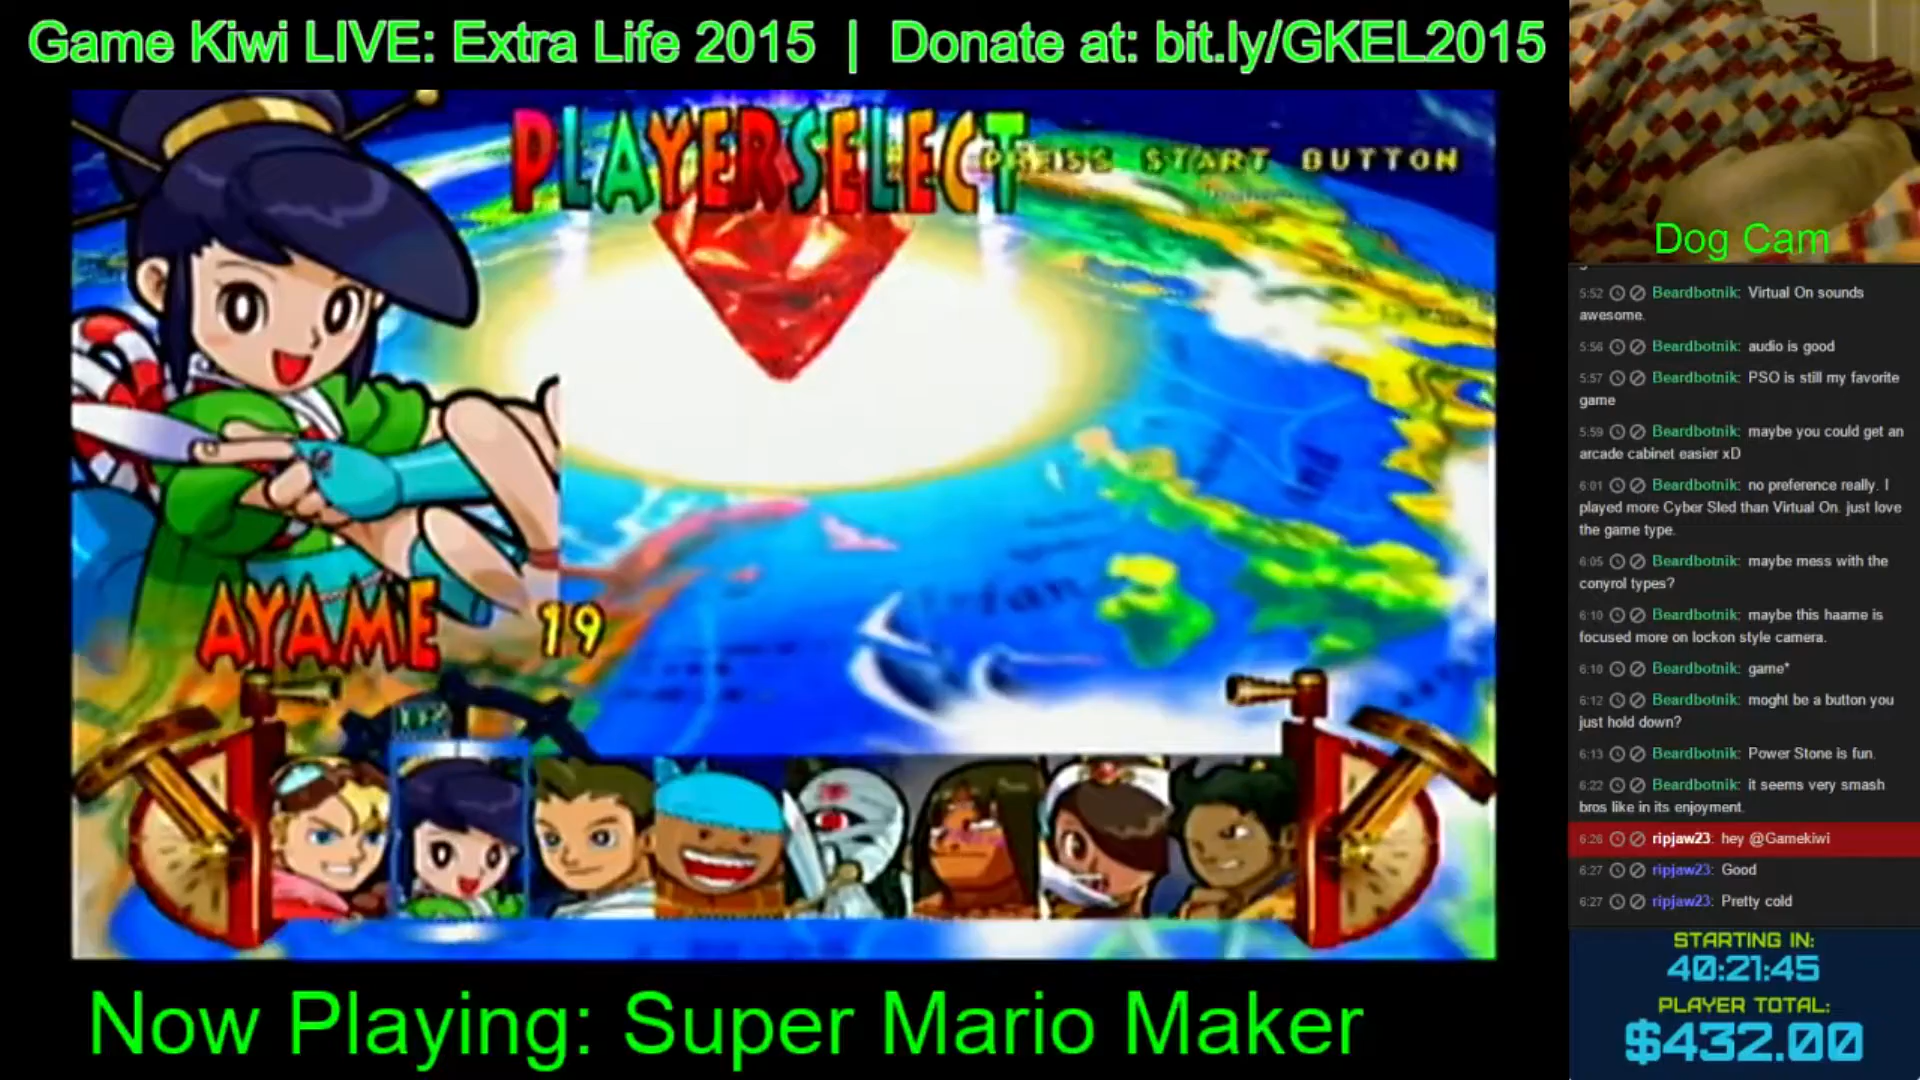 Game Kiwi LIVE: Extra Life 2015 | Donate at: bit.ly/GKEL2015
PLAYER SELECT
PRESS START BUTTON
AYAME
19
Now Playing: Super Mario Maker
Dog Cam
5:52 Beardbotnik: Virtual On sounds
awesome.
5:56 Beardbotnik: audio is good
5:57 Beardbotnik: PSO is still my favorite
game
5:59 Beardbotnik: maybe you could get an
arcade cabinet easier xD
6:01 Beardbotnik: no preference really. I
played more Cyber Sled than Virtual On. just love
the game type.
6:05 Beardbotnik: maybe mess with the
conyrol types?
6:10 Beardbotnik: maybe this haame is
focused more on lockon style camera.
6:10 Beardbotnik: game*
6:12 Beardbotnik: moght be a button you
just hold down?
6:13 Beardbotnik: Power Stone is fun.
6:22 Beardbotnik: it seems very smash
bros like in its enjoyment.
6:26 ripjaw23: hey @Gamekiwi
6:27 ripjaw23: Good
6:27 ripjaw23: Pretty cold
STARTING IN:
40:21:45
PLAYER TOTAL:
$432.00